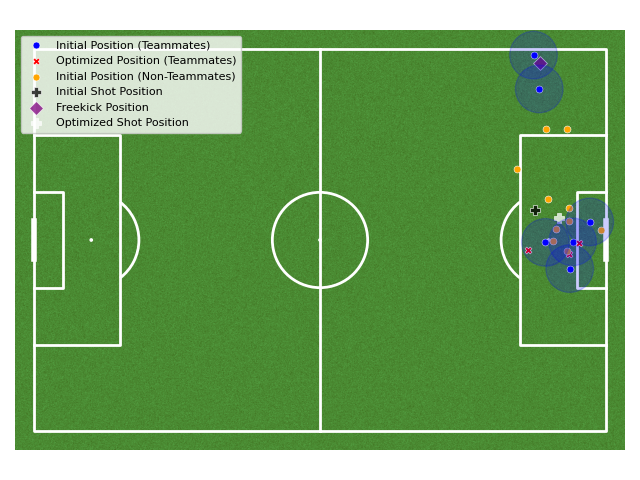 Initial Position (Teammates)
Optimized Position (Teammates)
Initial Position (Non-Teammates)
Initial Shot Position
Freekick Position
Optimized Shot Position